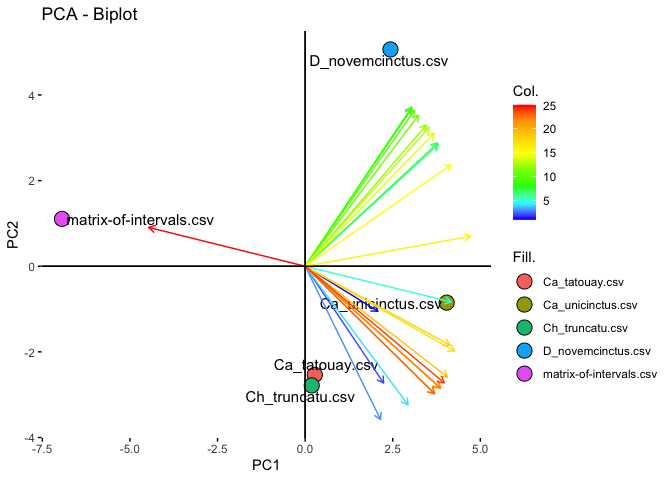 PCA - Biplot
D_novemcinctus.csv
matrix-of-intervals.csv
Ca_unicinctus.csv
Ca_tatouay.csv
Ch_truncatu.csv
PC2
4
2
0
-2
-4
-7.5
-5.0
-2.5
0.0
2.5
5.0
PC1
Col.
25
20
15
10
5
Fill.
Ca_tatouay.csv
Ca_unicinctus.csv
Ch_truncatu.csv
D_novemcinctus.csv
matrix-of-intervals.csv